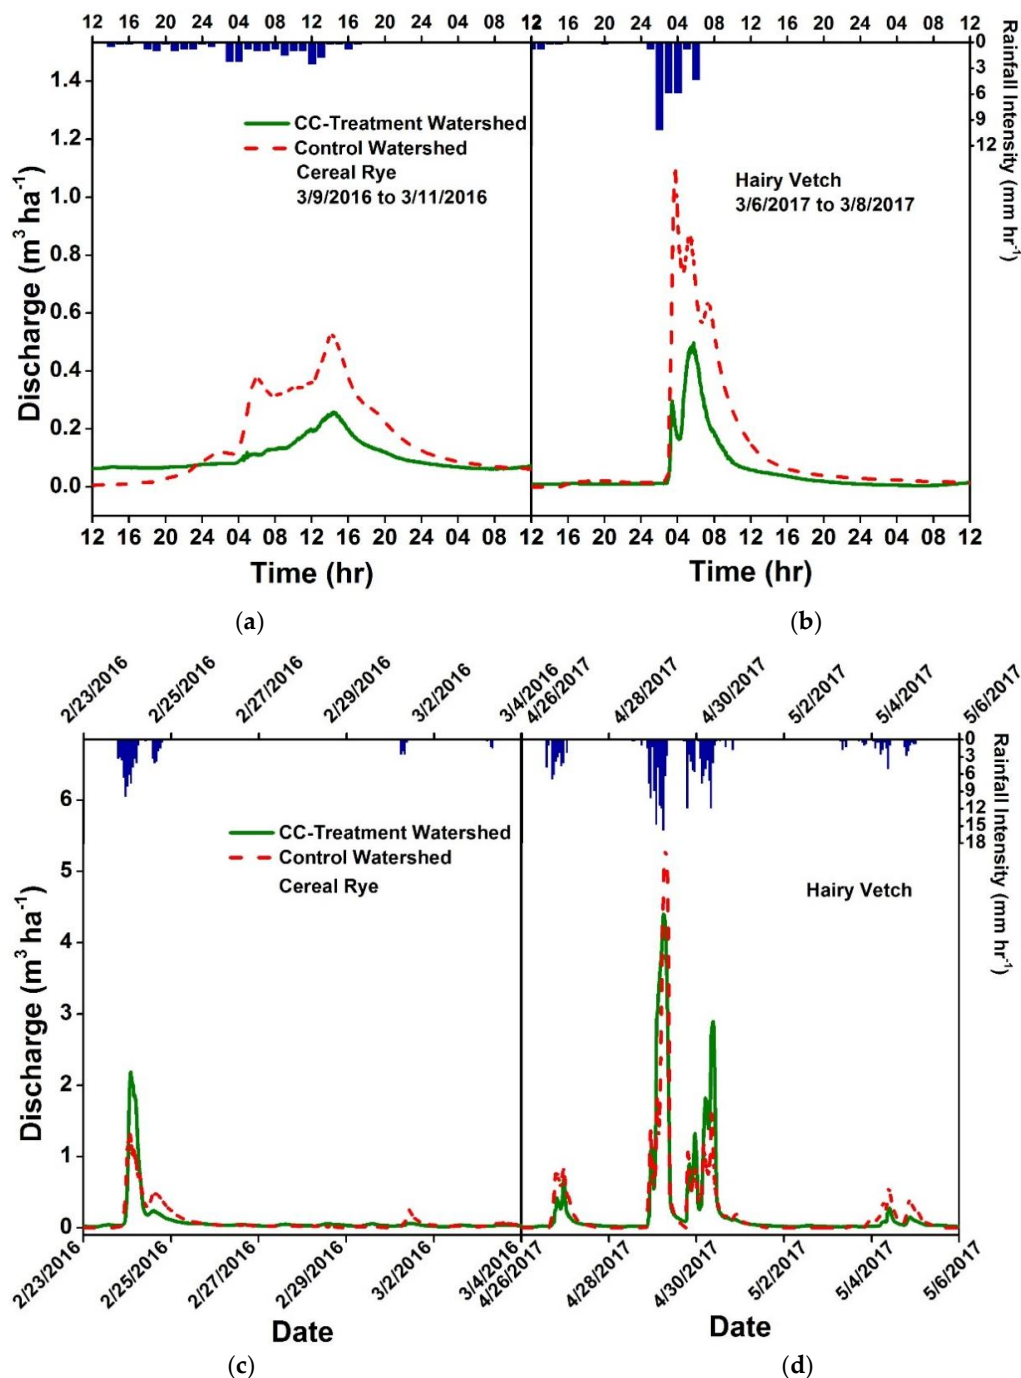 12 16 20 24 04 08 12 16 20 24 04 08 12 16 20 24 04 08 12 16 20 24 04 08 12
1.4
1.2
1.0
0.8
0.6
0.4
0.2
0.0
Discharge (m³ ha⁻¹)
CC-Treatment Watershed
Control Watershed
Cereal Rye
3/9/2016 to 3/11/2016
Hairy Vetch
3/6/2017 to 3/8/2017
0
3
6
9
12
Rainfall Intensity (mm hr⁻¹)
12 16 20 24 04 08 12 16 20 24 04 08 12 16 20 24 04 08 12 16 20 24 04 08 12
Time (hr) Time (hr)
(a) (b)
2/23/2016 2/25/2016 2/27/2016 2/29/2016 3/2/2016 3/4/2016 4/26/2017 4/28/2017 4/30/2017 5/2/2017 5/4/2017 5/6/2017
6
5
4
3
2
1
0
Discharge (m³ ha⁻¹)
CC-Treatment Watershed
Control Watershed
Cereal Rye
Hairy Vetch
0
3
6
9
12
15
18
Rainfall Intensity (mm hr⁻¹)
2/23/2016 2/25/2016 2/27/2016 2/29/2016 3/2/2016 3/4/2016 4/26/2017 4/28/2017 4/30/2017 5/2/2017 5/4/2017 5/6/2017
Date Date
(c) (d)